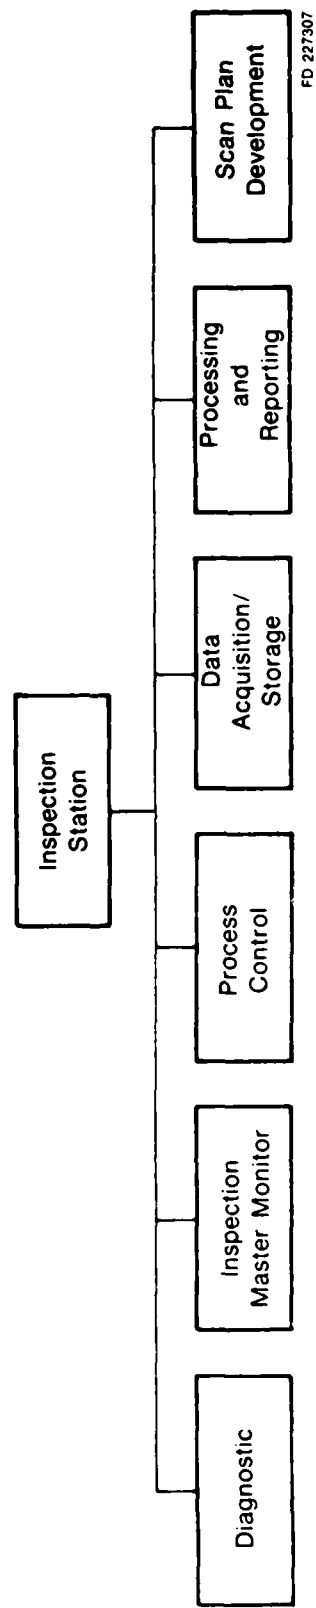 Inspection
Station
Diagnostic
Inspection
Master Monitor
Process
Control
Data
Acquisition/
Storage
Processing
and
Reporting
Scan Plan
Development
FD 227307